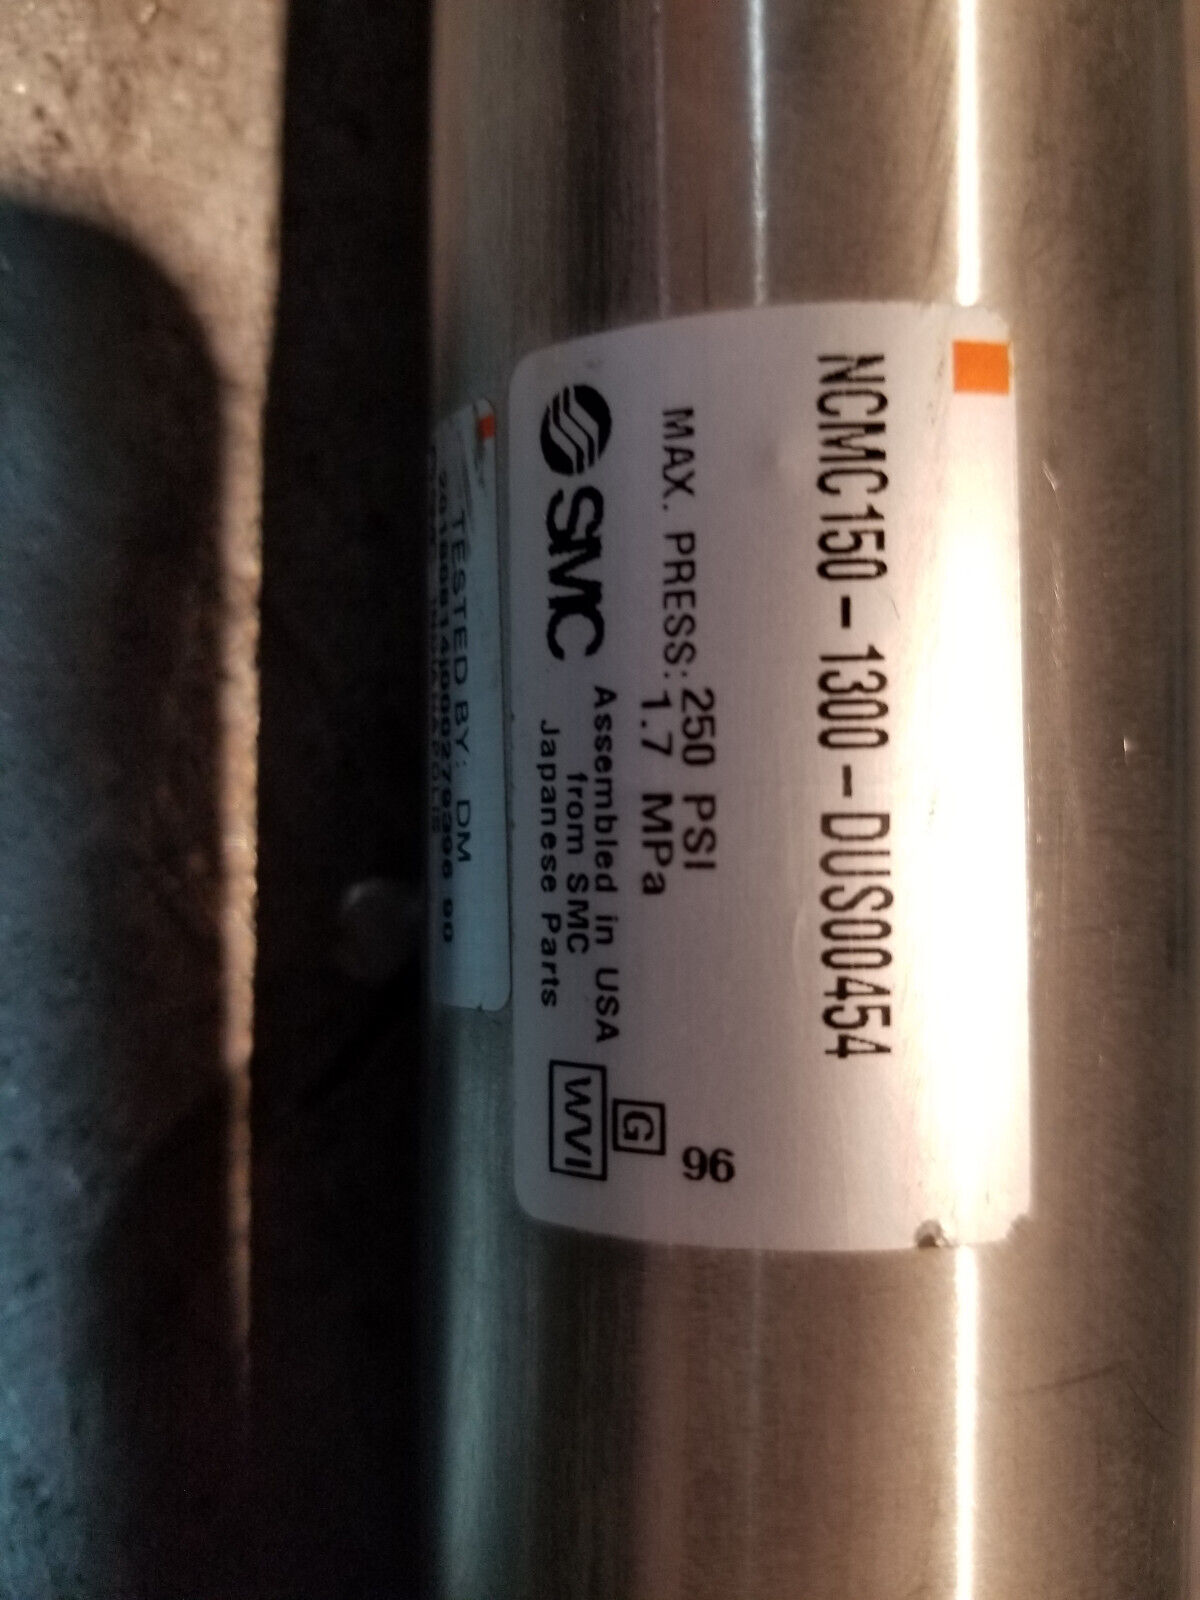 NCMC150-1300-DUS00454
MAX. PRESS: 250 PSI
1.7 MPa
SMC
Assembled in USA
from SMC
Japanese Parts
96
G
WVI
TESTED BY: DM